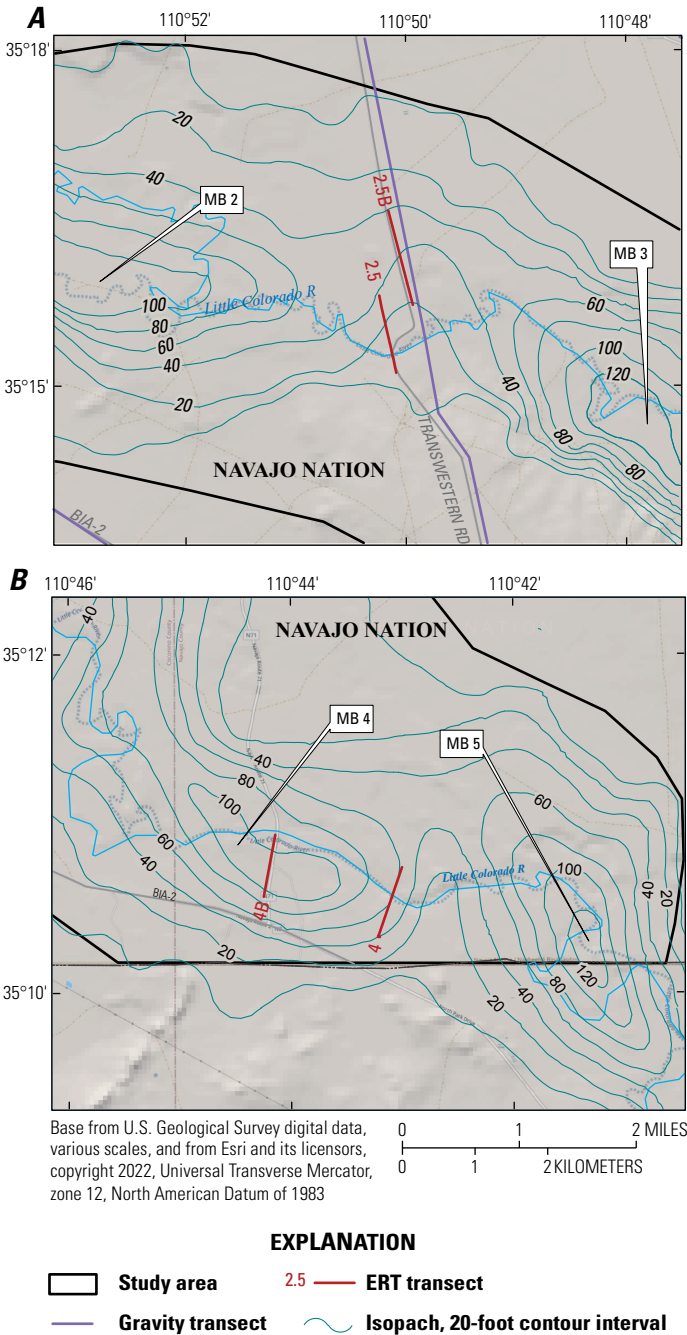 A
110°52'
110°50'
110°48'
35°18'
20
40
MB 2
2.5B
MB 3
2.5
Little Colorado R
60
100
80
60
40
100
120
35°15'
40
20
80
80
TRANSWESTERN RD
NAVAJO NATION
BIA-2
B
110°46'
110°44'
110°42'
40
NAVAJO NATION
N71
35°12'
MB 4
MB 5
40
80
100
60
60
Little Colorado River
40
100
Little Colorado R
BIA-2
4B
4
40
20
20
120
80
40
20
35°10'
Base from U.S. Geological Survey digital data,
various scales, and from Esri and its licensors,
copyright 2022, Universal Transverse Mercator,
zone 12, North American Datum of 1983
0 1 2 MILES
0 1 2 KILOMETERS
EXPLANATION
Study area
2.5 ERT transect
Gravity transect
Isopach, 20-foot contour interval